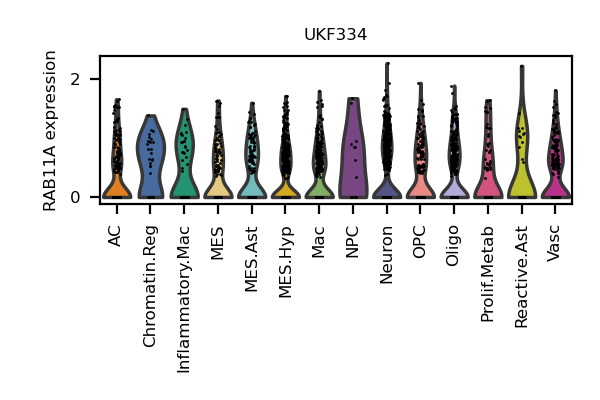 UKF334
RAB11A expression
2
0
AC
Chromatin.Reg
Inflammatory.Mac
MES
MES.Ast
MES.Hyp
Mac
NPC
Neuron
OPC
Oligo
Prolif.Metab
Reactive.Ast
Vasc